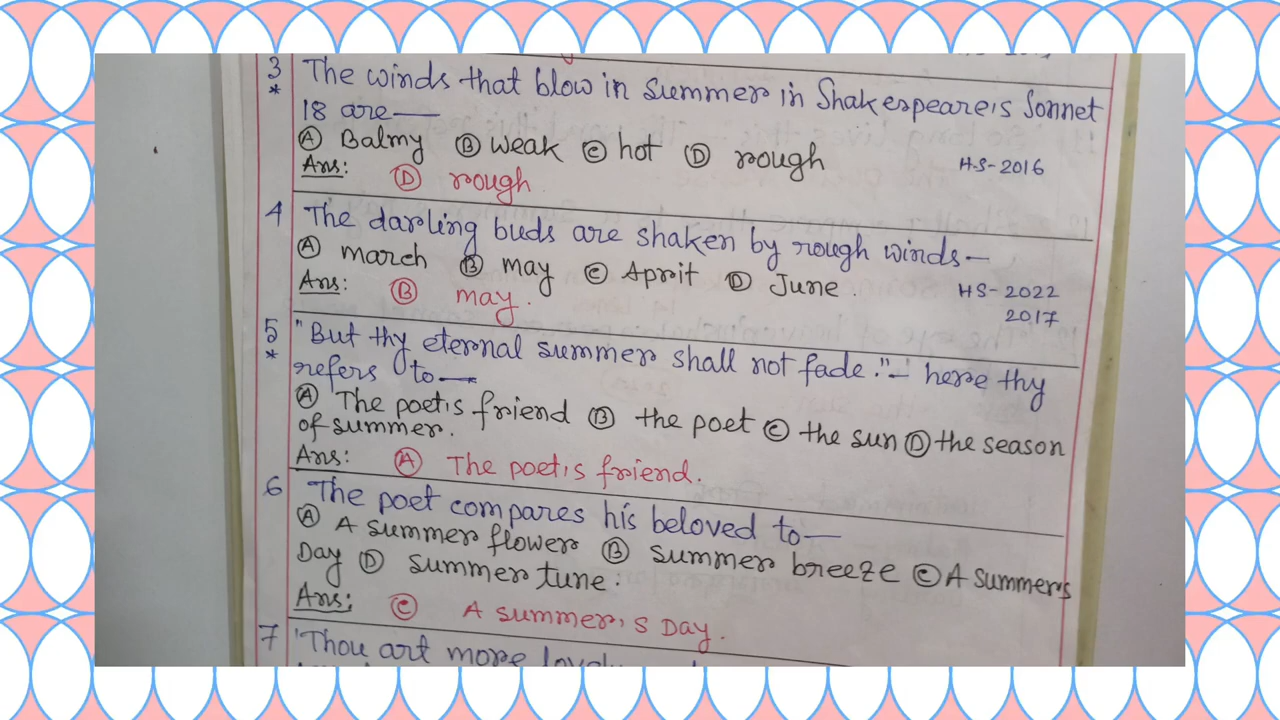 3 The winds that blow in summer in Shakespeare's Sonnet
* 18 are —
Ⓐ Balmy Ⓑ weak Ⓒ hot Ⓓ rough H.S-2016
Ans: Ⓓ rough
4 The darling buds are shaken by rough winds—
Ⓐ march Ⓑ may Ⓒ Aprit Ⓓ June.
Ans: Ⓑ may. HS-2022
2017
5 "But thy eternal summer shall not fade."— here thy
* refers to —
Ⓐ The poet's friend Ⓑ the poet Ⓒ the sun Ⓓ the season
of summer.
Ans: Ⓐ The poet's friend.
6 The poet compares his beloved to—
Ⓐ A summer flower Ⓑ summer breeze Ⓒ A summer's
Day Ⓓ summer tune.
Ans: Ⓒ A summer's Day.
7 'Thou art more